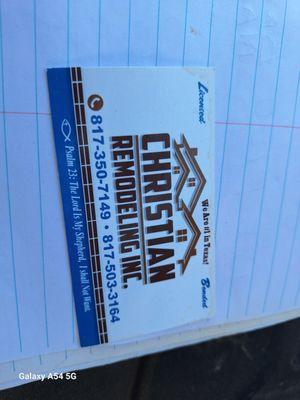 Licensed
We Are #1 in Texas!
Bonded
CHRISTIAN
REMODELING INC.
817-350-7149 • 817-503-3164
Psalm 23: The Lord Is My Shepherd, I shall Not Want.
Galaxy A54 5G